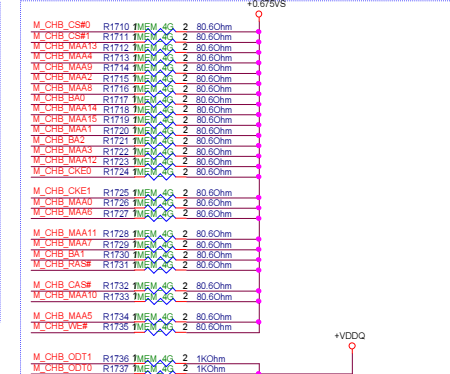 +0.675VS
M_CHB_CS#0 R1710 1MEM_4G 2 80.6Ohm
M_CHB_CS#1 R1711 1MEM_4G 2 80.6Ohm
M_CHB_MAA13 R1712 1MEM_4G 2 80.6Ohm
M_CHB_MAA4 R1713 1MEM_4G 2 80.6Ohm
M_CHB_MAA9 R1714 1MEM_4G 2 80.6Ohm
M_CHB_MAA2 R1715 1MEM_4G 2 80.6Ohm
M_CHB_MAA8 R1716 1MEM_4G 2 80.6Ohm
M_CHB_BA0 R1717 1MEM_4G 2 80.6Ohm
M_CHB_MAA14 R1718 1MEM_4G 2 80.6Ohm
M_CHB_MAA15 R1719 1MEM_4G 2 80.6Ohm
M_CHB_MAA1 R1720 1MEM_4G 2 80.6Ohm
M_CHB_BA2 R1721 1MEM_4G 2 80.6Ohm
M_CHB_MAA3 R1722 1MEM_4G 2 80.6Ohm
M_CHB_MAA12 R1723 1MEM_4G 2 80.6Ohm
M_CHB_CKE0 R1724 1MEM_4G 2 80.6Ohm
M_CHB_CKE1 R1725 1MEM_4G 2 80.6Ohm
M_CHB_MAA0 R1726 1MEM_4G 2 80.6Ohm
M_CHB_MAA6 R1727 1MEM_4G 2 80.6Ohm
M_CHB_MAA11 R1728 1MEM_4G 2 80.6Ohm
M_CHB_MAA7 R1729 1MEM_4G 2 80.6Ohm
M_CHB_BA1 R1730 1MEM_4G 2 80.6Ohm
M_CHB_RAS# R1731 1MEM_4G 2 80.6Ohm
M_CHB_CAS# R1732 1MEM_4G 2 80.6Ohm
M_CHB_MAA10 R1733 1MEM_4G 2 80.6Ohm
M_CHB_MAA5 R1734 1MEM_4G 2 80.6Ohm
M_CHB_WE# R1735 1MEM_4G 2 80.6Ohm
+VDDQ
M_CHB_ODT1 R1736 1MEM_4G 2 1KOhm
M_CHB_ODT0 R1737 1MEM_4G 2 1KOhm